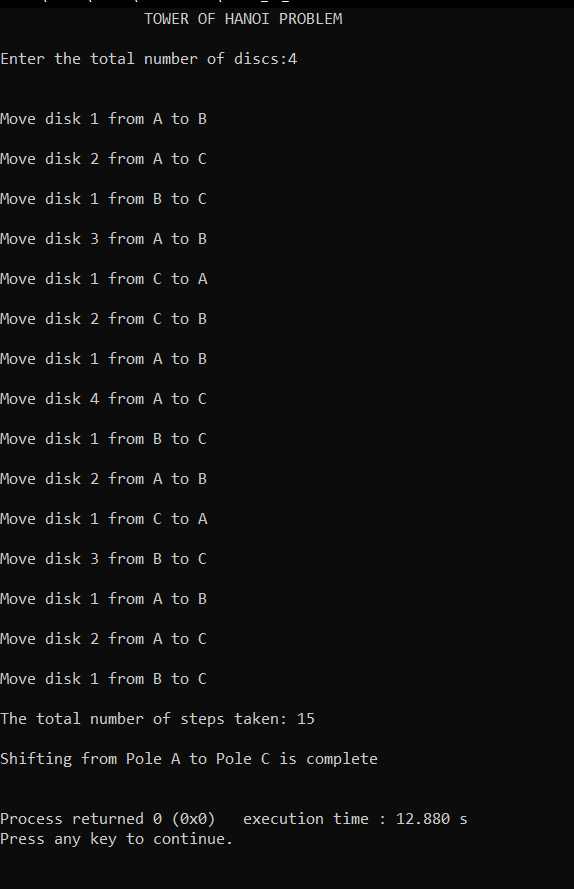 TOWER OF HANOI PROBLEM
Enter the total number of discs:4
Move disk 1 from A to B
Move disk 2 from A to C
Move disk 1 from B to C
Move disk 3 from A to B
Move disk 1 from C to A
Move disk 2 from C to B
Move disk 1 from A to B
Move disk 4 from A to C
Move disk 1 from B to C
Move disk 2 from A to B
Move disk 1 from C to A
Move disk 3 from B to C
Move disk 1 from A to B
Move disk 2 from A to C
Move disk 1 from B to C
The total number of steps taken: 15
Shifting from Pole A to Pole C is complete
Process returned 0 (0x0)   execution time : 12.880 s
Press any key to continue.